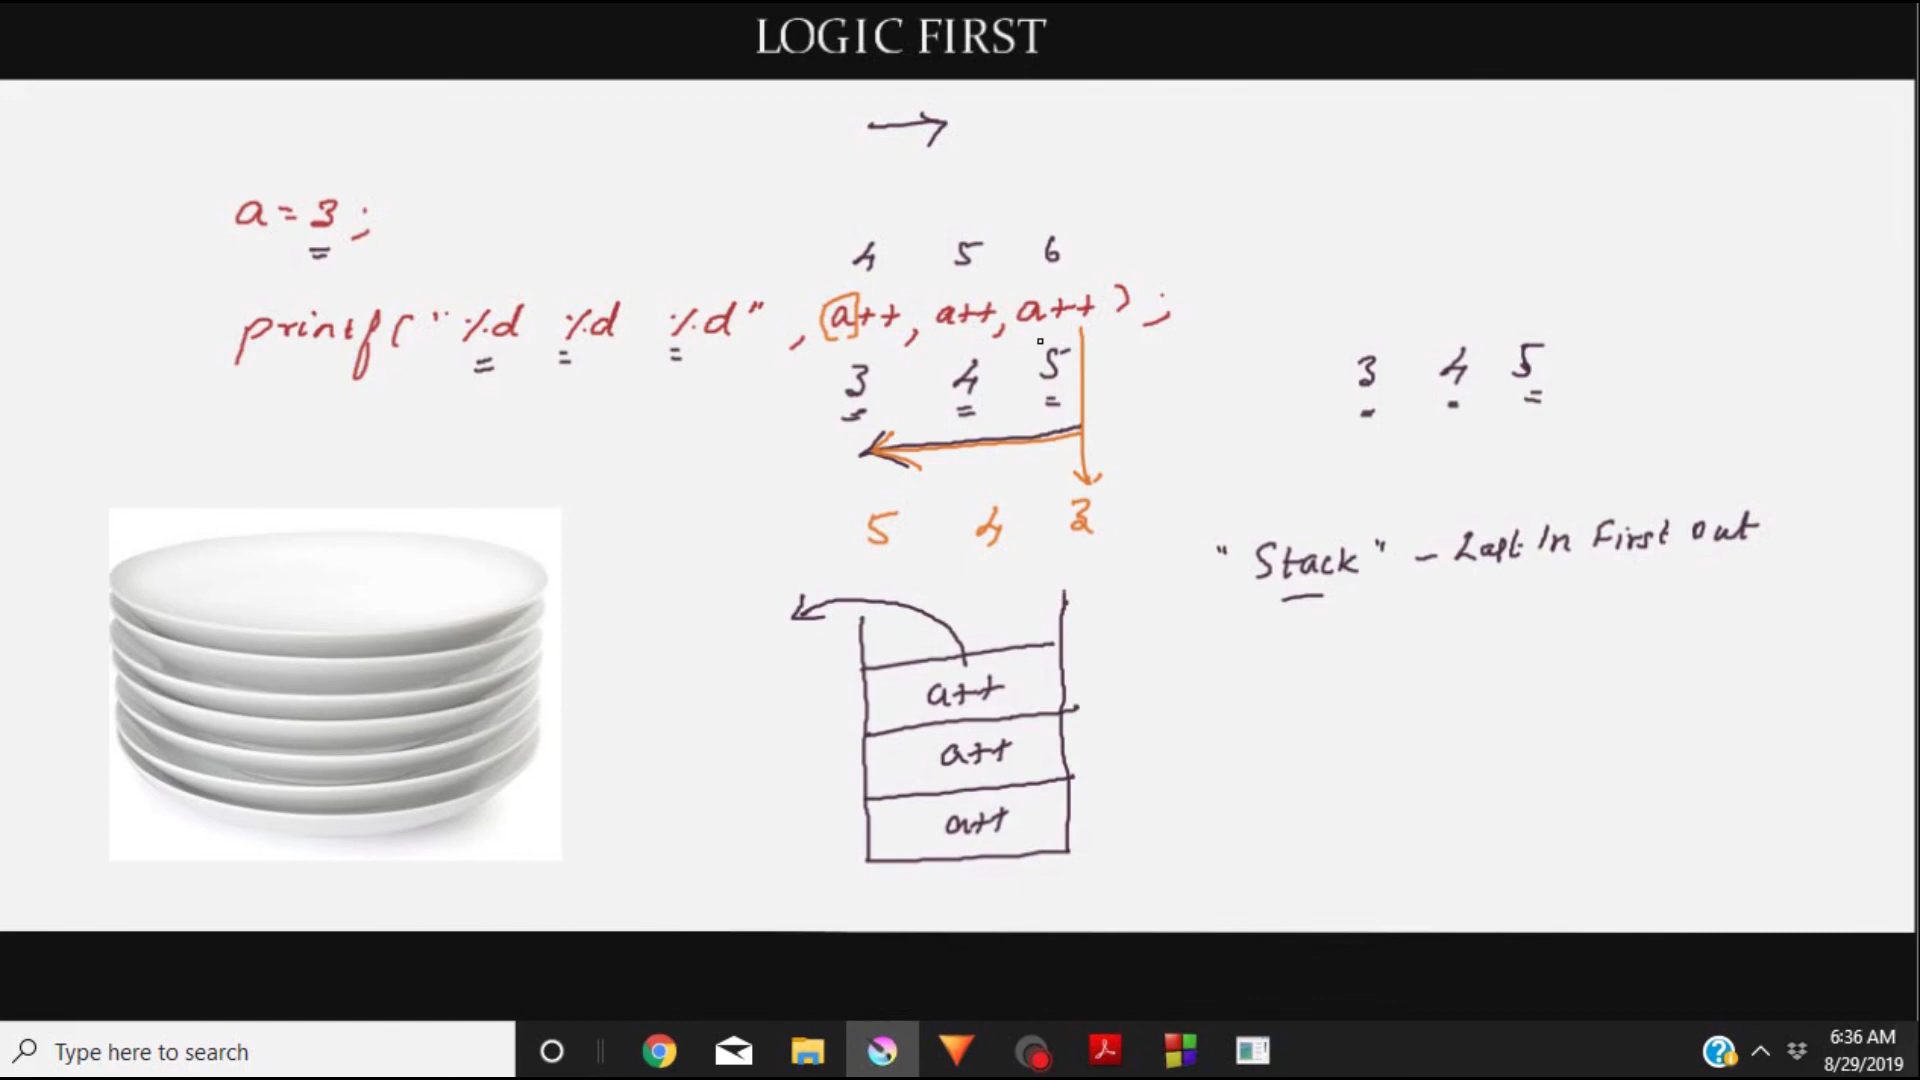 LOGIC FIRST
a = 3 ;
4 5 6
printf ( " %d %d %d " , a++ , a++ , a++ ) ;
3 4 5
3 4 5
5 4 3
" Stack " – Last In First Out
a++
a++
a++
Type here to search
6:36 AM
8/29/2019